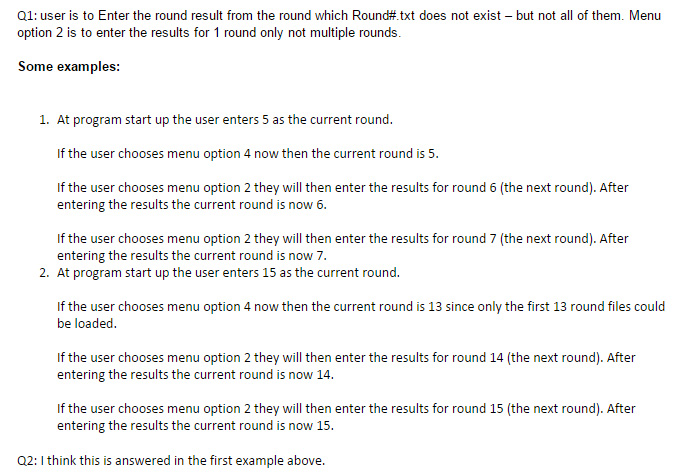 Q1: user is to Enter the round result from the round which Round#.txt does not exist – but not all of them. Menu
option 2 is to enter the results for 1 round only not multiple rounds.
Some examples:
1. At program start up the user enters 5 as the current round.
If the user chooses menu option 4 now then the current round is 5.
If the user chooses menu option 2 they will then enter the results for round 6 (the next round). After
entering the results the current round is now 6.
If the user chooses menu option 2 they will then enter the results for round 7 (the next round). After
entering the results the current round is now 7.
2. At program start up the user enters 15 as the current round.
If the user chooses menu option 4 now then the current round is 13 since only the first 13 round files could
be loaded.
If the user chooses menu option 2 they will then enter the results for round 14 (the next round). After
entering the results the current round is now 14.
If the user chooses menu option 2 they will then enter the results for round 15 (the next round). After
entering the results the current round is now 15.
Q2: I think this is answered in the first example above.